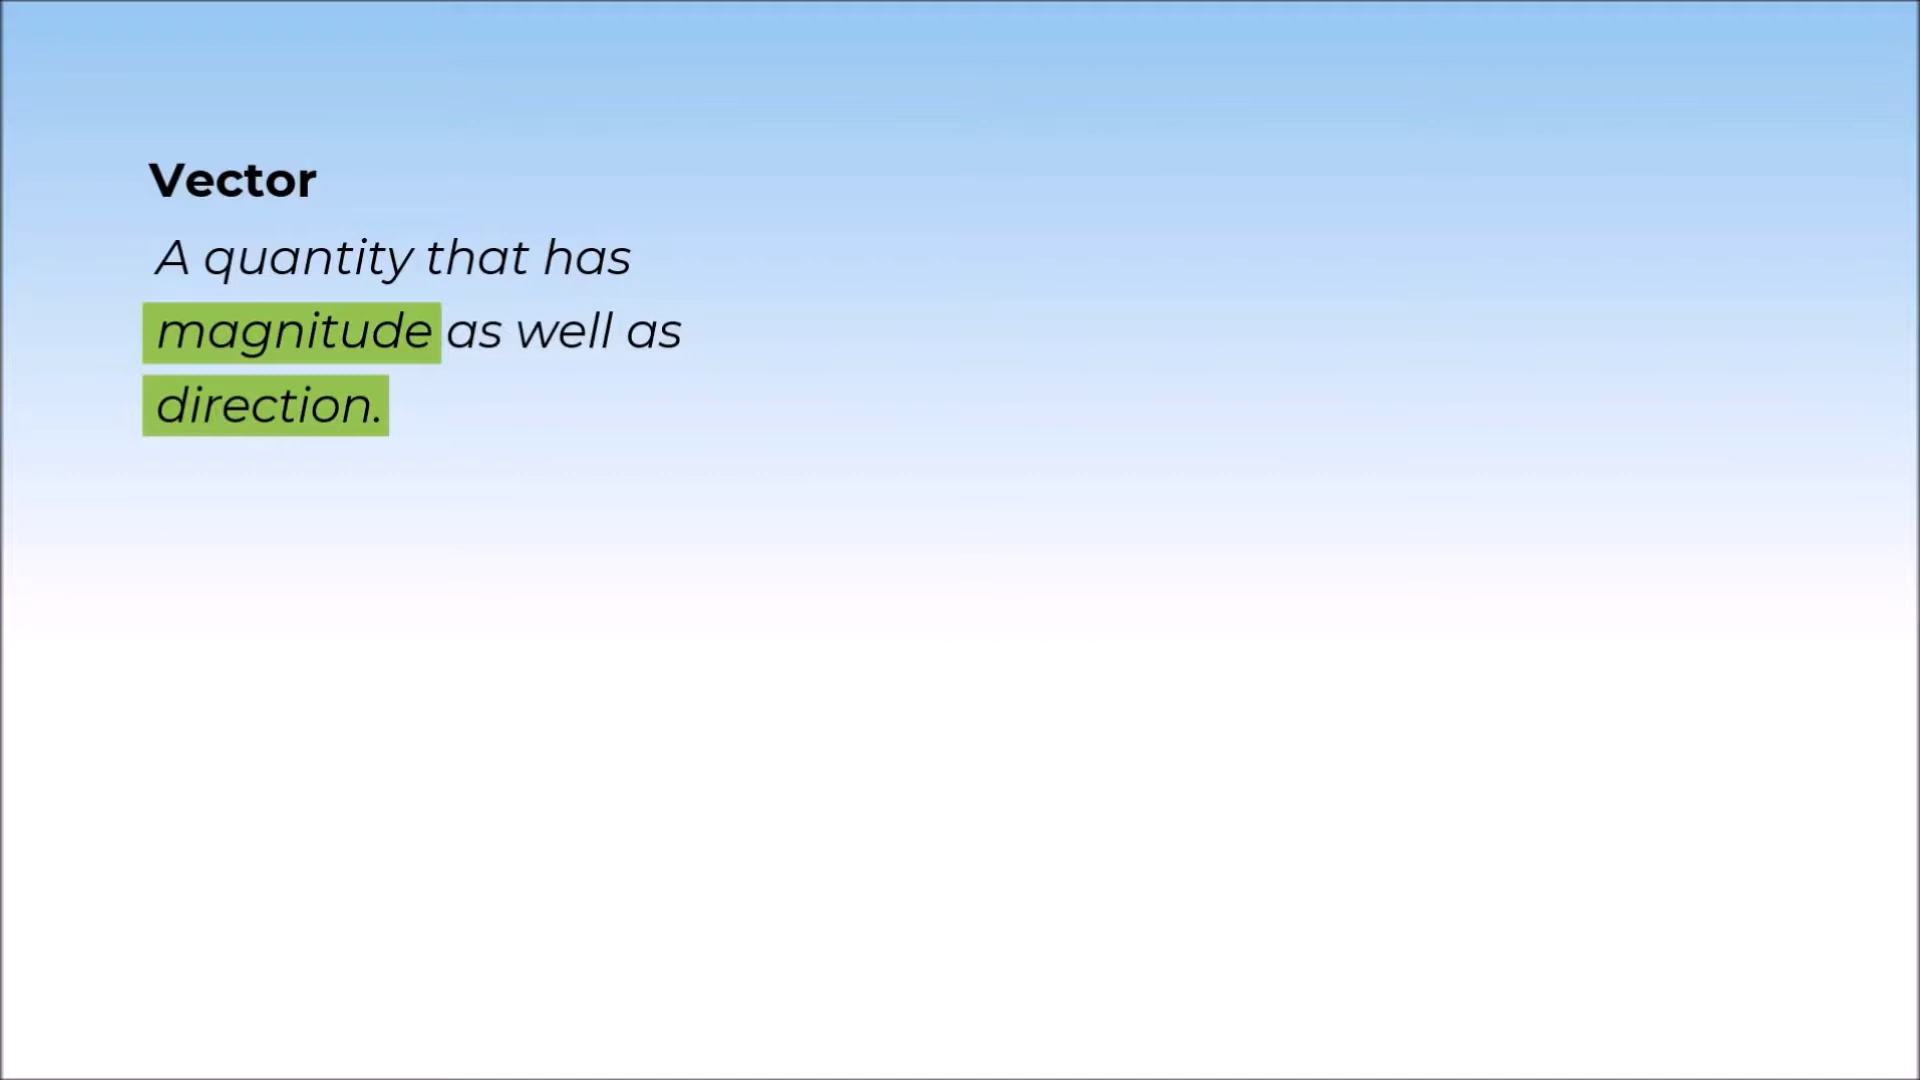 Vector
A quantity that has
magnitude as well as
direction.